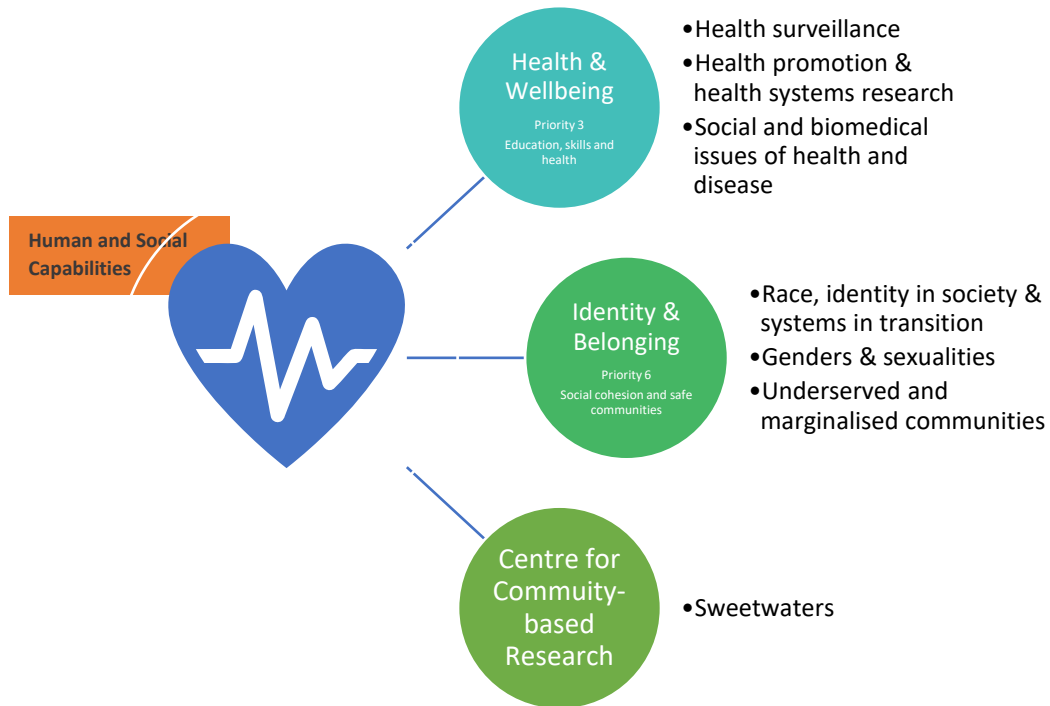 Human and Social
Capabilities
Health &
Wellbeing
Priority 3
Education, skills and
health
•Health surveillance
•Health promotion &
health systems research
•Social and biomedical
issues of health and
disease
Identity &
Belonging
Priority 6
Social cohesion and safe
communities
•Race, identity in society &
systems in transition
•Genders & sexualities
•Underserved and
marginalised communities
Centre for
Commuity-
based
Research
•Sweetwaters